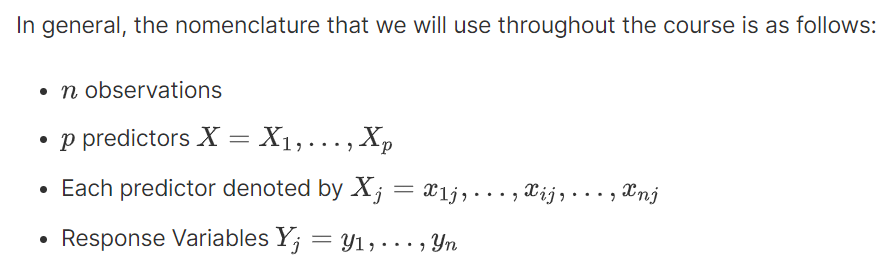 In general, the nomenclature that we will use throughout the course is as follows:
• n observations
• p predictors X = X₁, . . . , Xₚ
• Each predictor denoted by Xⱼ = x₁ⱼ, . . . , xᵢⱼ, . . . , xₙⱼ
• Response Variables Yⱼ = y₁, . . . , yₙ